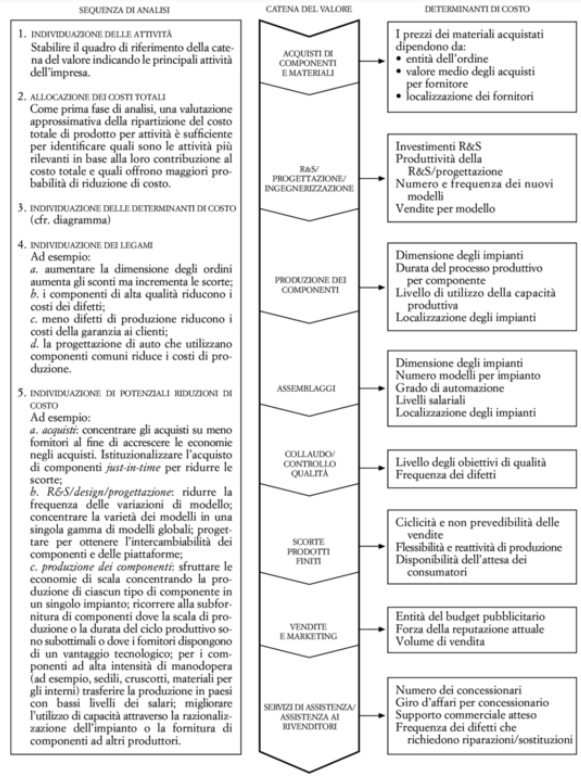 SEQUENZA DI ANALISI
1. INDIVIDUAZIONE DELLE ATTIVITÀ
Stabilire il quadro di riferimento della cate-
na del valore indicando le principali attività
dell'impresa.
2. ALLOCAZIONE DEI COSTI TOTALI
Come prima fase di analisi, una valutazione
approssimativa della ripartizione del costo
totale di prodotto per attività è sufficiente
per identificare quali sono le attività più
rilevanti in base alla loro contribuzione al
costo totale e quali offrono maggiori pro-
babilità di riduzione di costo.
3. INDIVIDUAZIONE DELLE DETERMINANTI DI COSTO
(cfr. diagramma)
4. INDIVIDUAZIONE DEI LEGAMI
Ad esempio:
a. aumentare la dimensione degli ordini
aumenta gli sconti ma incrementa le scorte;
b. i componenti di alta qualità riducono i
costi dei difetti;
c. meno difetti di produzione riducono i
costi della garanzia ai clienti;
d. la progettazione di auto che utilizzano
componenti comuni riduce i costi di pro-
duzione.
5. INDIVIDUAZIONE DI POTENZIALI RIDUZIONI DI
COSTO
Ad esempio:
a. acquisti: concentrare gli acquisti su meno
fornitori al fine di accrescere le economie
negli acquisti. Istituzionalizzare l'acquisto
di componenti just-in-time per ridurre le
scorte;
b. R&S/design/progettazione: ridurre la
frequenza delle variazioni di modello;
concentrare la varietà dei modelli in una
singola gamma di modelli globali; proget-
tare per ottenere l'intercambiabilità dei
componenti e delle piattaforme;
c. produzione dei componenti: sfruttare le
economie di scala concentrando la pro-
duzione di ciascun tipo di componente in
un singolo impianto; ricorrere alla subfor-
nitura di componenti dove la scala di pro-
duzione o la durata del ciclo produttivo so-
no subottimali o dove i fornitori dispongono
di un vantaggio tecnologico; per i com-
ponenti ad alta intensità di manodopera
(ad esempio, sedili, cruscotti, materiali per
gli interni) trasferire la produzione in paesi
con bassi livelli dei salari; migliorare
l'utilizzo di capacità attraverso la razionaliz-
zazione dell'impianto o la fornitura di
componenti ad altri produttori.
CATENA DEL VALORE
ACQUISTI DI
COMPONENTI
E MATERIALI
R&S/
PROGETTAZIONE/
INGEGNERIZZAZIONE
PRODUZIONE DEI
COMPONENTI
ASSEMBLAGGI
COLLAUDO/
CONTROLLO
QUALITÀ
SCORTE
PRODOTTI
FINITI
VENDITE
E MARKETING
SERVIZI DI ASSISTENZA/
ASSISTENZA AI
RIVENDITORI
DETERMINANTI DI COSTO
I prezzi dei materiali acquistati
dipendono da:
• entità dell'ordine
• valore medio degli acquisti
per fornitore
• localizzazione dei fornitori
Investimenti R&S
Produttività della
R&S/progettazione
Numero e frequenza dei nuovi
modelli
Vendite per modello
Dimensione degli impianti
Durata del processo produttivo
per componente
Livello di utilizzo della capacità
produttiva
Localizzazione degli impianti
Dimensione degli impianti
Numero modelli per impianto
Grado di automazione
Livelli salariali
Localizzazione degli impianti
Livello degli obiettivi di qualità
Frequenza dei difetti
Ciclicità e non prevedibilità delle
vendite
Flessibilità e reattività di produzione
Disponibilità dell'attesa dei
consumatori
Entità del budget pubblicitario
Forza della reputazione attuale
Volume di vendita
Numero dei concessionari
Giro d'affari per concessionario
Supporto commerciale atteso
Frequenza dei difetti che
richiedono riparazioni/sostituzioni